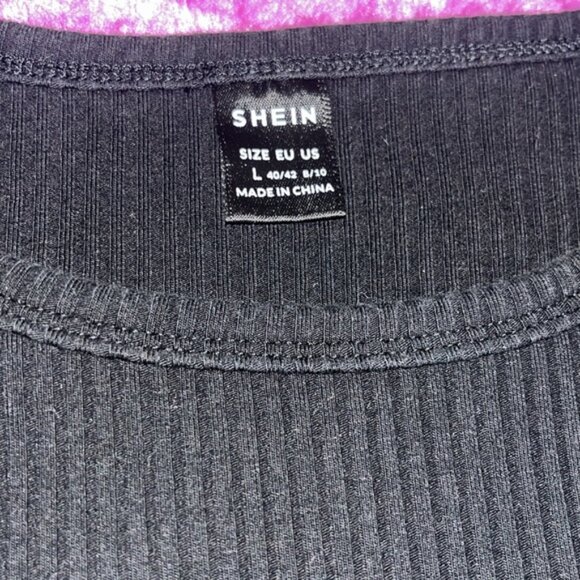 SHEIN
SIZE EU US
L 40/42 8/10
MADE IN CHINA